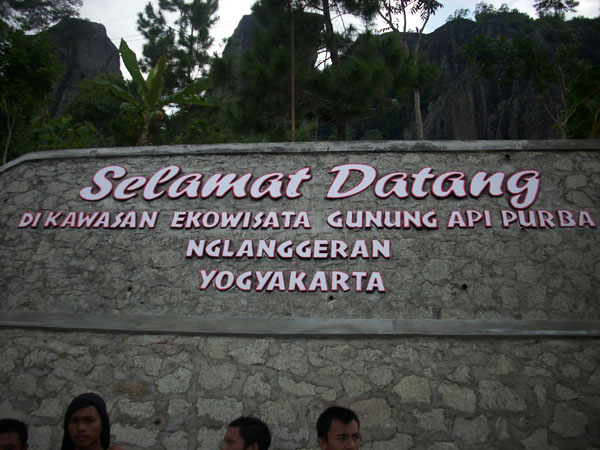 Selamat Datang
DI KAWASAN EKOWISATA GUNUNG API PURBA
NGLANGGERAN
YOGYAKARTA